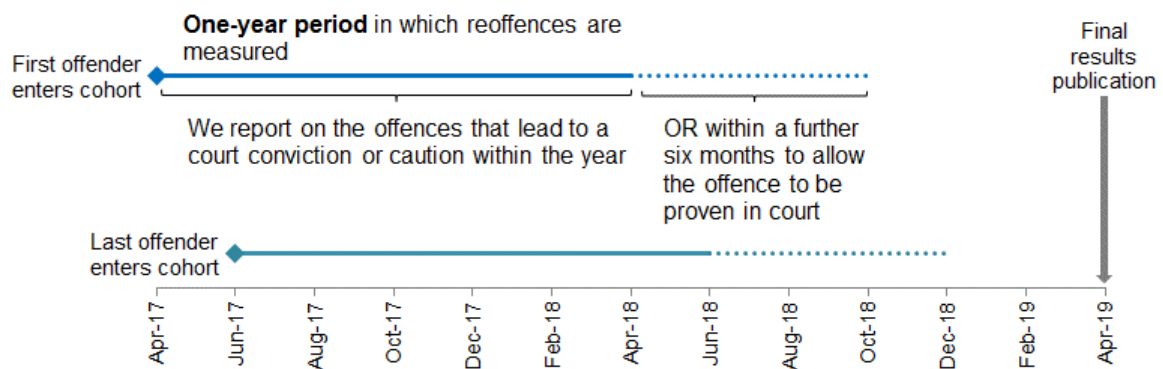 One-year period in which reoffences are
measured
First offender
enters cohort
Final
results
publication
We report on the offences that lead to a
court conviction or caution within the year
OR within a further
six months to allow
the offence to be
proven in court
Last offender
enters cohort
Apr-17
Jun-17
Aug-17
Oct-17
Dec-17
Feb-18
Apr-18
Jun-18
Aug-18
Oct-18
Dec-18
Feb-19
Apr-19